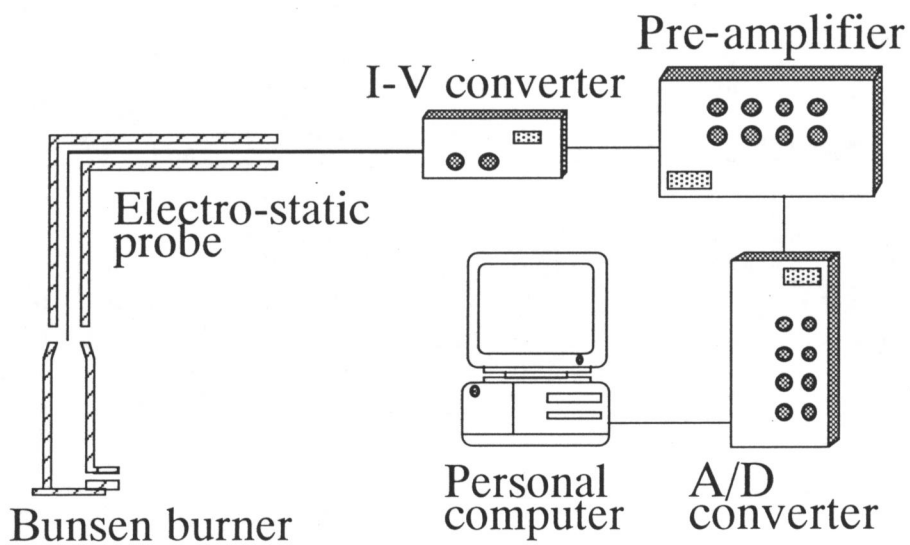 Pre-amplifier
I-V converter
Electro-static
probe
Personal
computer
A/D
converter
Bunsen burner